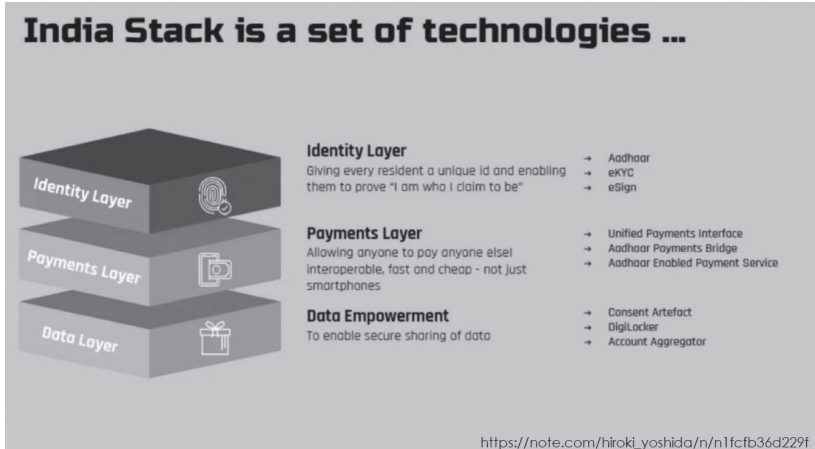 India Stack is a set of technologies ...
Identity Layer
Payments Layer
Data Layer
Identity Layer
Giving every resident a unique id and enabling
them to prove "I am who I claim to be"
→ Aadhaar
→ eKYC
→ eSign
Payments Layer
Allowing anyone to pay anyone else!
interoperable, fast and cheap - not just
smartphones
→ Unified Payments Interface
→ Aadhaar Payments Bridge
→ Aadhaar Enabled Payment Service
Data Empowerment
To enable secure sharing of data
→ Consent Artefact
→ DigiLocker
→ Account Aggregator
https://note.com/hiroki_yoshida/n/n1fcfb36d229f